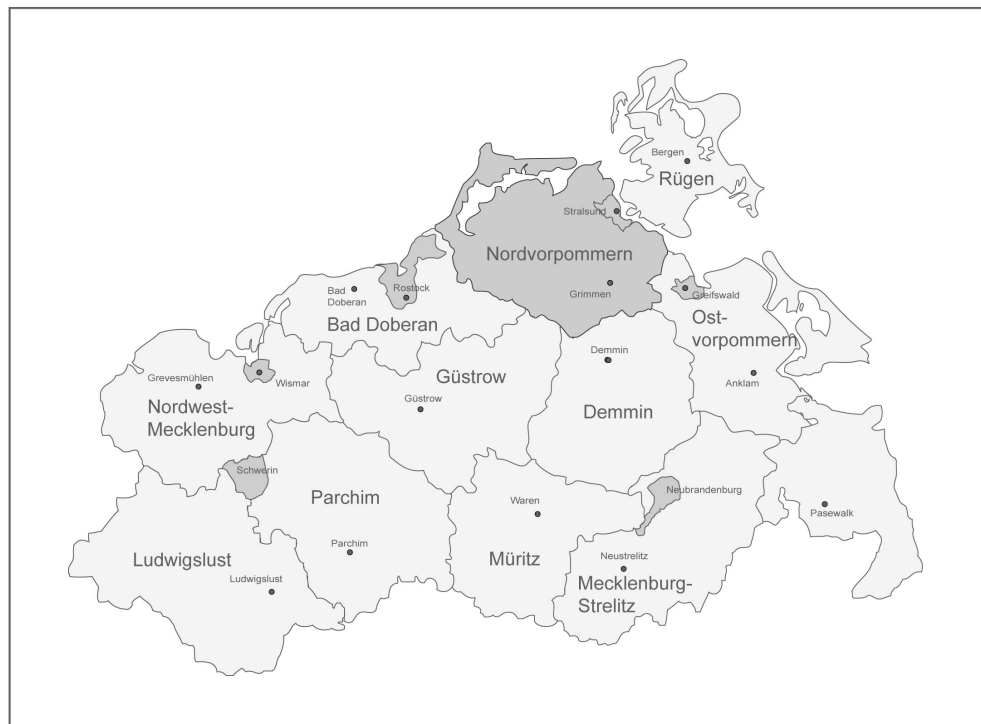 Bergen
Rügen
Stralsund
Nordvorpommern
Grimmen
Bad
Doberan
Rostock
Bad Doberan
Greifswald
Ost-
vorpommern
Anklam
Grevesmühlen
Wismar
Nordwest-
Mecklenburg
Güstrow
Güstrow
Demmin
Demmin
Schwerin
Parchim
Parchim
Waren
Müritz
Neubrandenburg
Pasewalk
Ludwigslust
Ludwigslust
Neustrelitz
Mecklenburg-
Strelitz